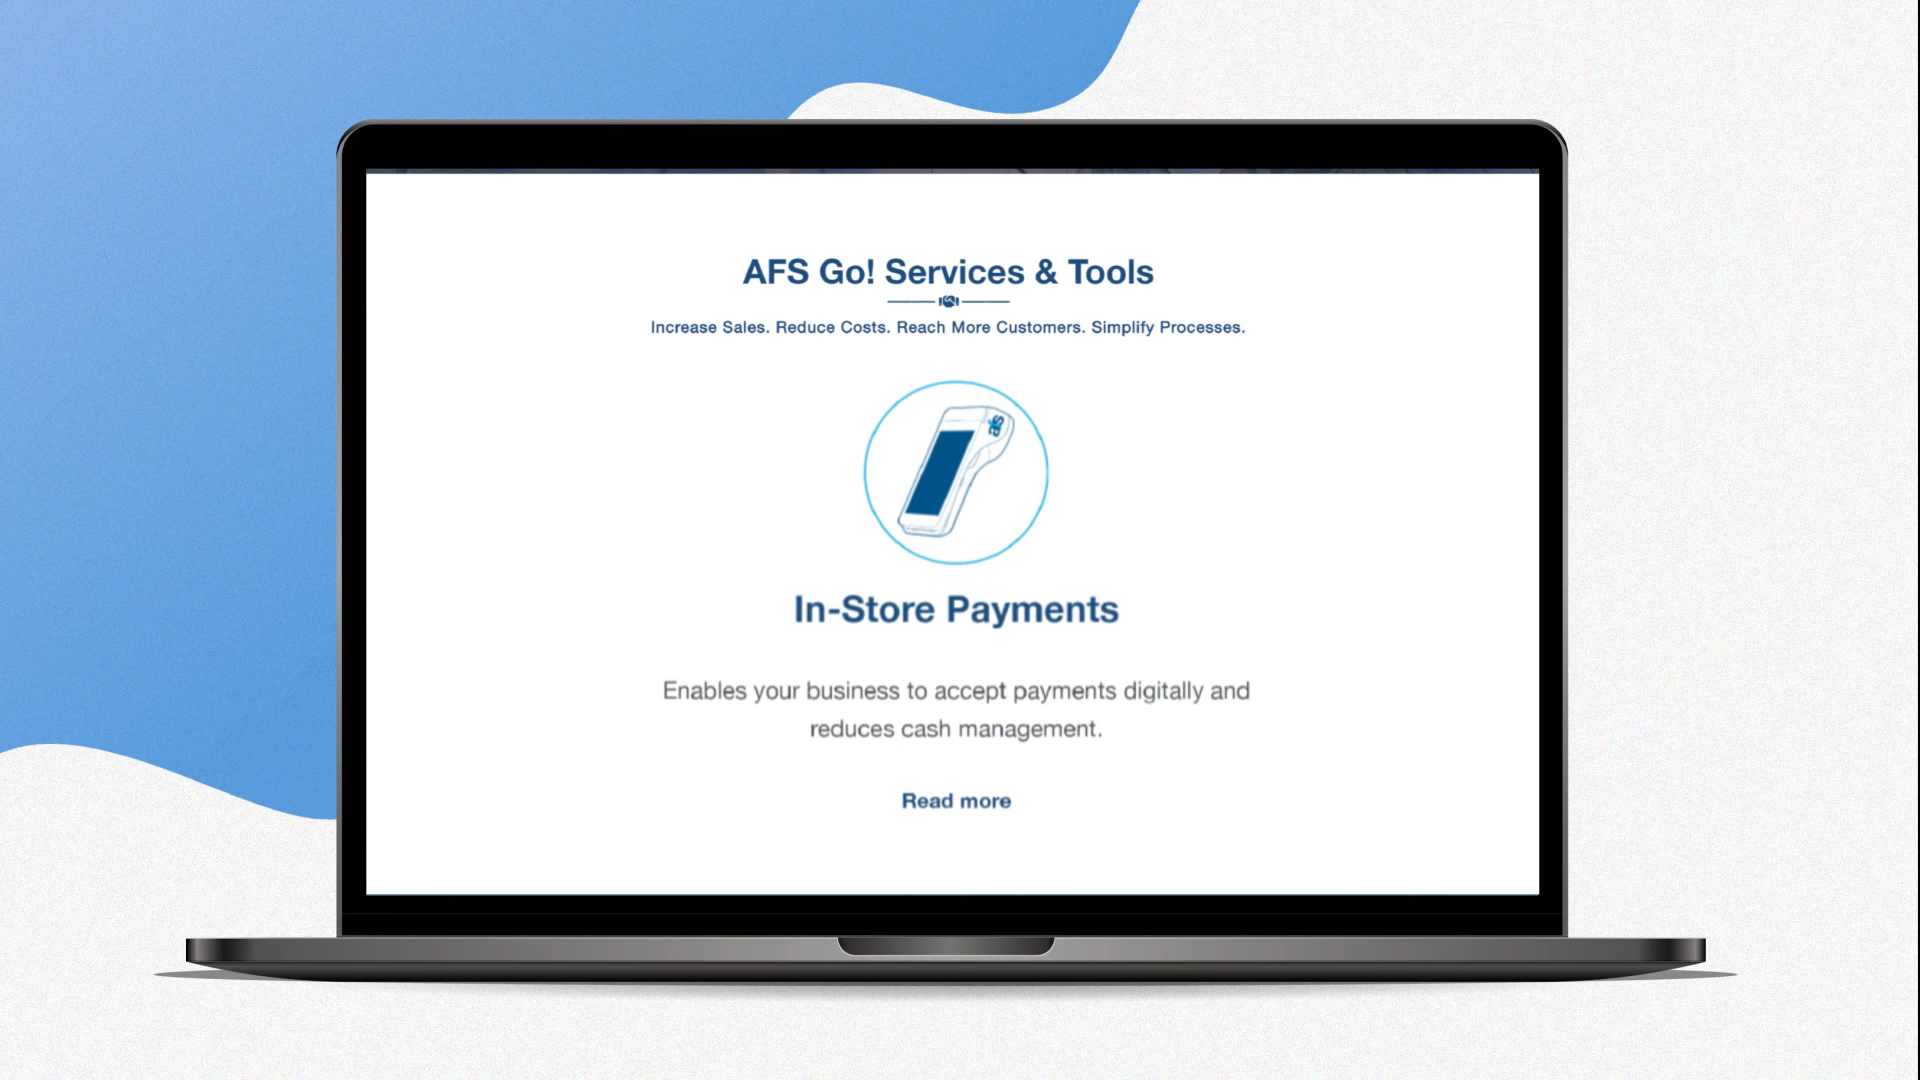 AFS Go! Services & Tools
Increase Sales. Reduce Costs. Reach More Customers. Simplify Processes.
afs
In-Store Payments
Enables your business to accept payments digitally and
reduces cash management.
Read more